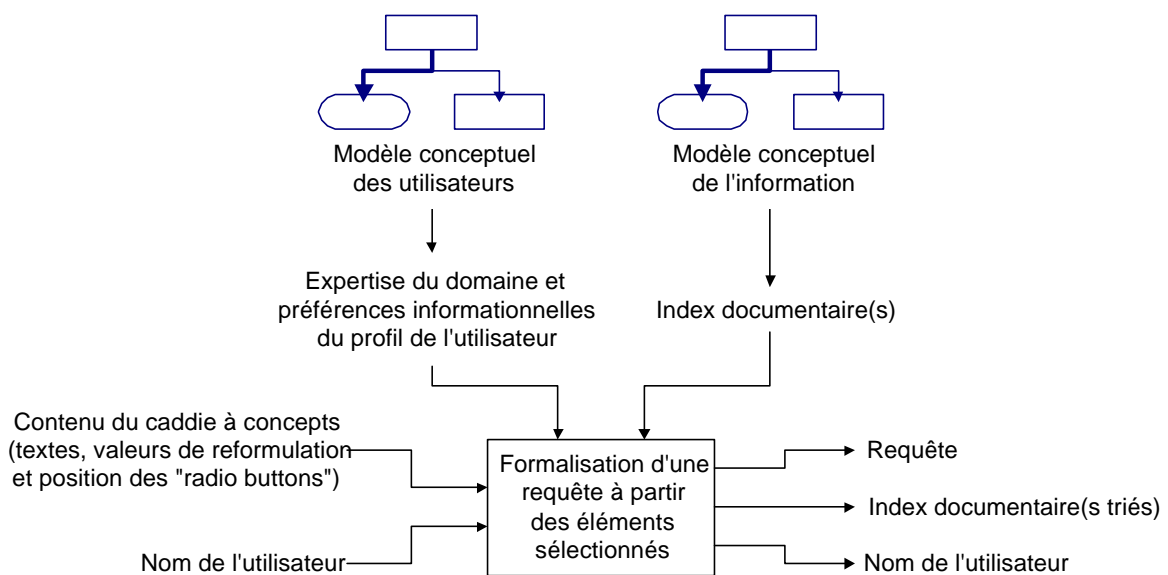 Modèle conceptuel
des utilisateurs
Modèle conceptuel
de l'information
Expertise du domaine et
préférences informationnelles
du profil de l'utilisateur
Index documentaire(s)
Contenu du caddie à concepts
(textes, valeurs de reformulation
et position des "radio buttons")
Nom de l'utilisateur
Formalisation d'une
requête à partir
des éléments
sélectionnés
Requête
Index documentaire(s triés)
Nom de l'utilisateur